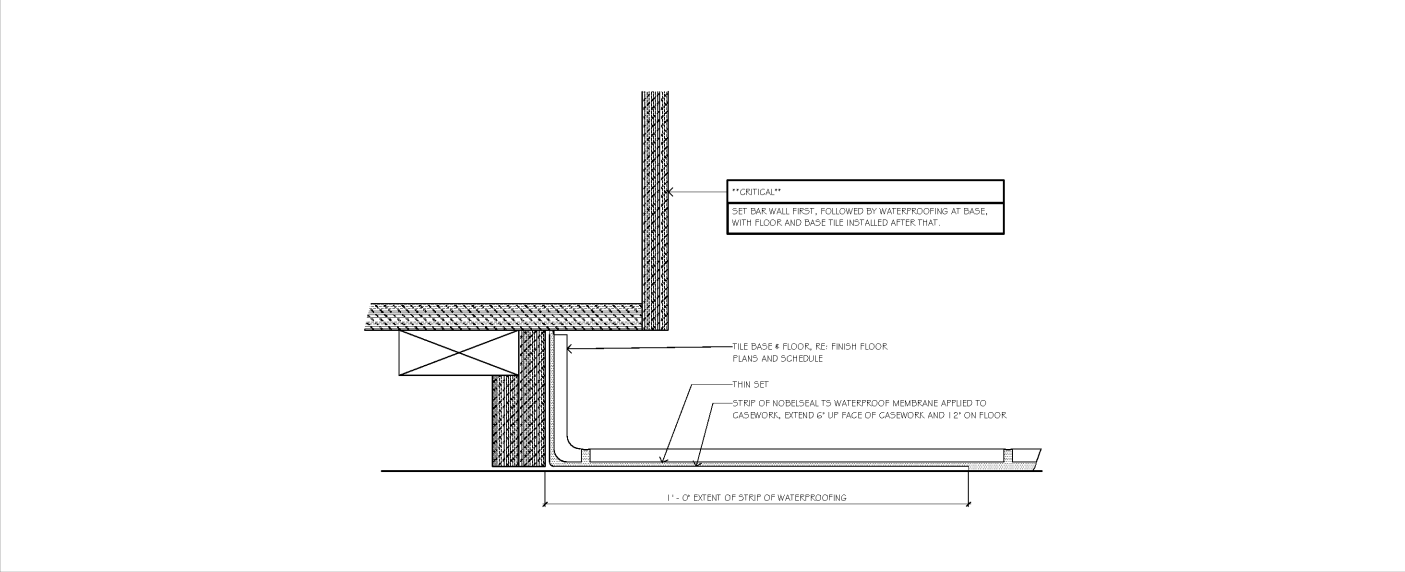 **CRITICAL**
SET BAR WALL FIRST, FOLLOWED BY WATERPROOFING AT BASE,
WITH FLOOR AND BASE TILE INSTALLED AFTER THAT.
TILE BASE & FLOOR, RE: FINISH FLOOR
PLANS AND SCHEDULE
THIN SET
STRIP OF NOBELSEAL TS WATERPROOF MEMBRANE APPLIED TO
CASEWORK, EXTEND 6" UP FACE OF CASEWORK AND 12" ON FLOOR
1' - 0" EXTENT OF STRIP OF WATERPROOFING